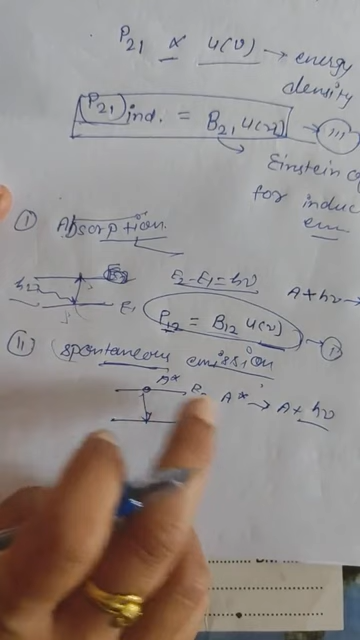 P21 ∝ u(ν) → energy
density
(P21)ind. = B21 u(ν) → (iii)
Einstein
for induc
em.
(i) Absorption
E2-E1=hν
hν
E1
A+hν →
P12 = B12 u(ν) → (i)
(ii) spontaneous emission
A*
A* → A + hν